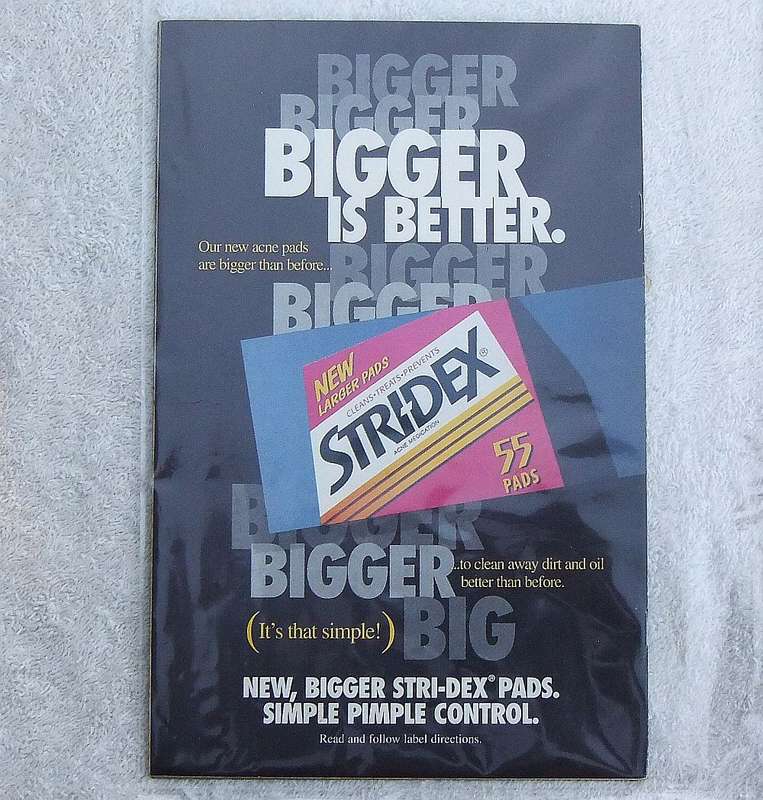 BIGGER
BIGGER
BIGGER
IS BETTER.
Our new acne pads
are bigger than before...
BIGGER
BIGGER
NEW
LARGER PADS
CLEANS·TREATS·PREVENTS
STRI-DEX®
ACNE MEDICATION
55
PADS
BIGGER
BIGGER
...to clean away dirt and oil
better than before.
(It's that simple!)
BIG
NEW, BIGGER STRI-DEX® PADS.
SIMPLE PIMPLE CONTROL.
Read and follow label directions.